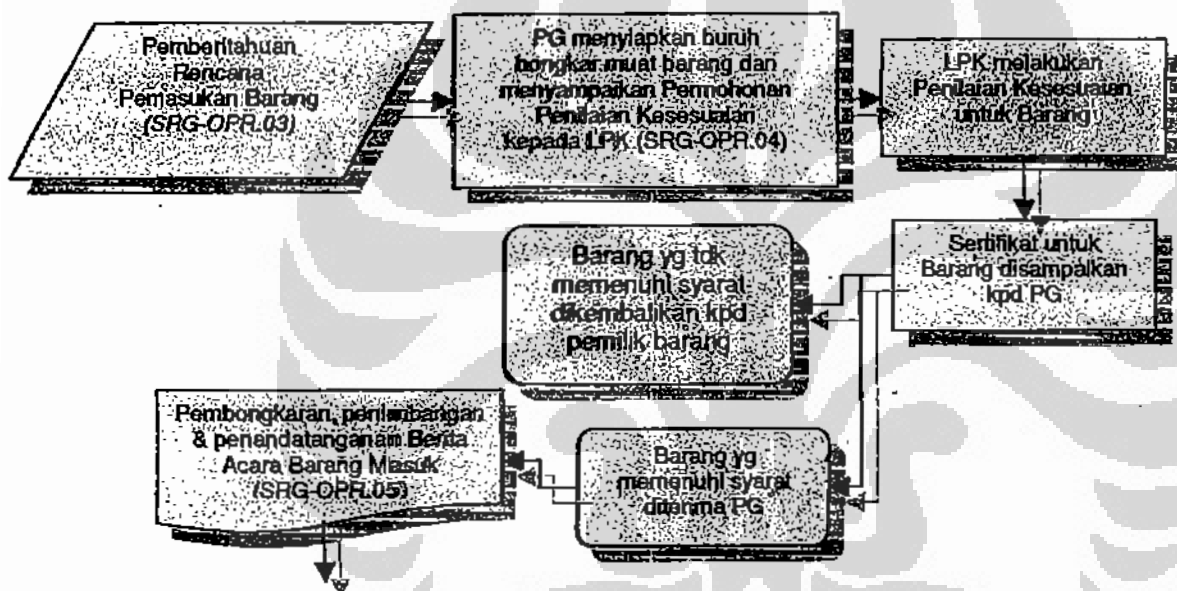 Pemberitahuan
Rencana
Pemasukan Barang
(SRG-OPR.03)
PG menyiapkan buruh
bongkar muat barang dan
menyampaikan Permohonan
Penilaian Kesesuaian
kepada LPK (SRG-OPR.04)
LPK melakukan
Penilaian Kesesuaian
untuk Barang
Sertifikat untuk
Barang disampaikan
kpd PG
Barang yg tdk
memenuhi syarat
dikembalikan kpd
pemilik barang
Barang yg
memenuhi syarat
diterima PG
Pembongkaran, penimbangan
& penandatanganan Berita
Acara Barang Masuk
(SRG-OPR.05)